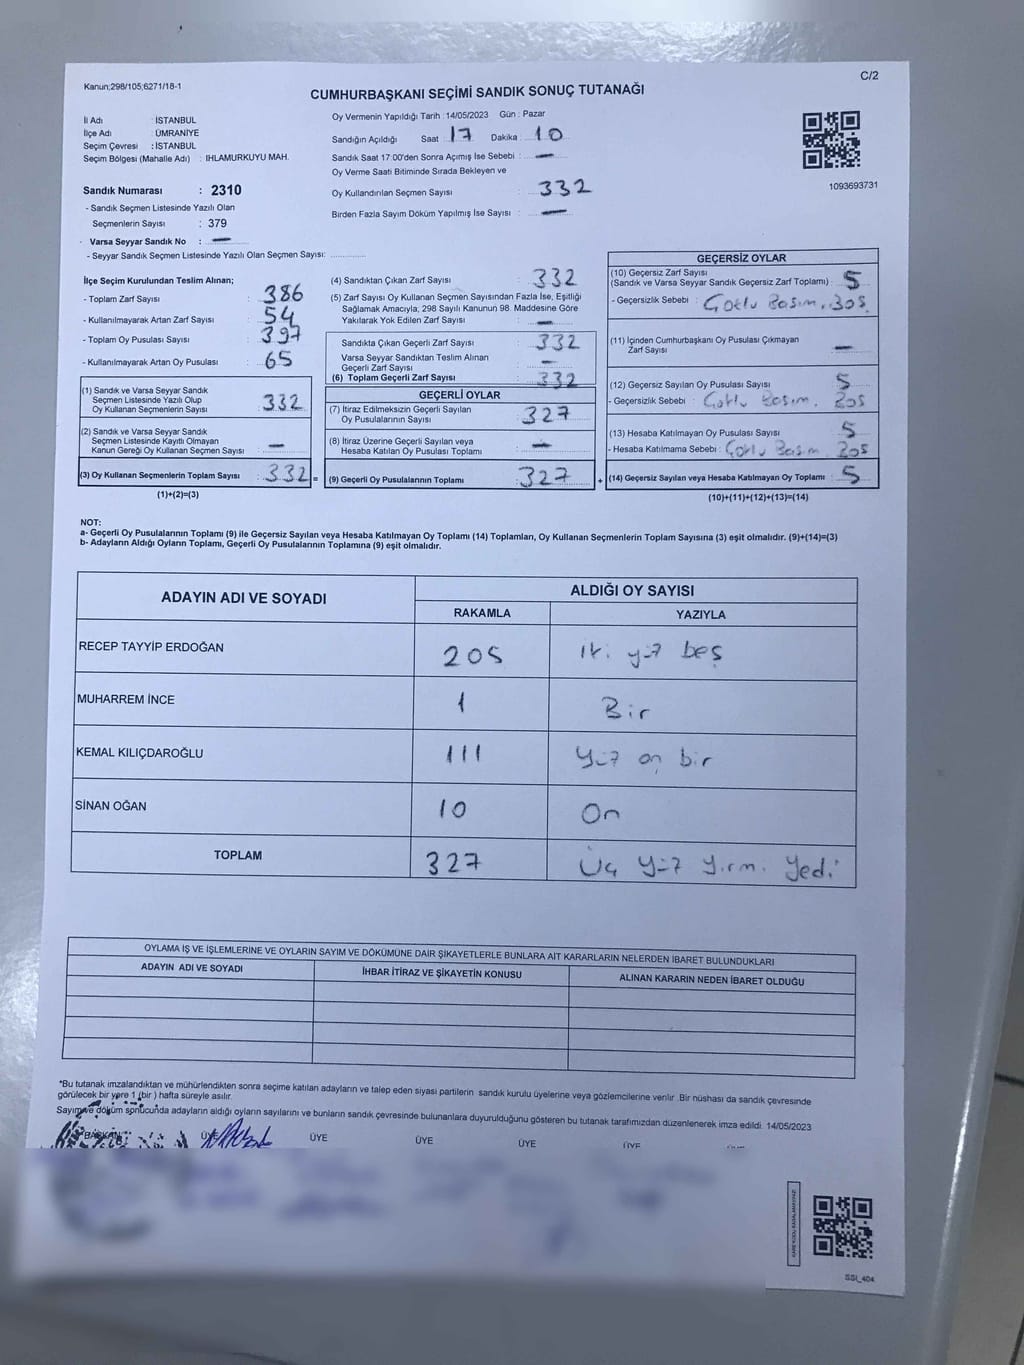 Kanun;298/105;6271/18-1
C/2
CUMHURBAŞKANI SEÇİMİ SANDIK SONUÇ TUTANAĞI
İl Adı : İSTANBUL
İlçe Adı : ÜMRANİYE
Seçim Çevresi : İSTANBUL
Seçim Bölgesi (Mahalle Adı) : IHLAMURKUYU MAH.
Sandık Numarası : 2310
- Sandık Seçmen Listesinde Yazılı Olan
Seçmenlerin Sayısı : 379
- Varsa Seyyar Sandık No : —
- Seyyar Sandık Seçmen Listesinde Yazılı Olan Seçmen Sayısı: ..............
Oy Vermenin Yapıldığı Tarih : 14/05/2023 Gün : Pazar
Sandığın Açıldığı Saat : 17 Dakika : 10
Sandık Saat 17:00'den Sonra Açımış İse Sebebi : —
Oy Verme Saati Bitiminde Sırada Bekleyen ve
Oy Kullandırılan Seçmen Sayısı : 332
Birden Fazla Sayım Döküm Yapılmış İse Sayısı : —
1093693731
İlçe Seçim Kurulundan Teslim Alınan;
- Toplam Zarf Sayısı : 386
- Kullanılmayarak Artan Zarf Sayısı : 54
- Toplam Oy Pusulası Sayısı : 397
- Kullanılmayarak Artan Oy Pusulası : 65
(1) Sandık ve Varsa Seyyar Sandık
Seçmen Listesinde Yazılı Olup
Oy Kullanan Seçmenlerin Sayısı : 332
(2) Sandık ve Varsa Seyyar Sandık
Seçmen Listesinde Kayıtlı Olmayan
Kanun Gereği Oy Kullanan Seçmen Sayısı : —
(3) Oy Kullanan Seçmenlerin Toplam Sayısı : 332 =
(1)+(2)=(3)
(4) Sandıktan Çıkan Zarf Sayısı : 332
(5) Zarf Sayısı Oy Kullanan Seçmen Sayısından Fazla İse, Eşitliği
Sağlamak Amacıyla; 298 Sayılı Kanunun 98. Maddesine Göre
Yakılarak Yok Edilen Zarf Sayısı : —
Sandıkta Çıkan Geçerli Zarf Sayısı : 332
Varsa Seyyar Sandıktan Teslim Alınan
Geçerli Zarf Sayısı : —
(6) Toplam Geçerli Zarf Sayısı : 332
GEÇERLİ OYLAR
(7) İtiraz Edilmeksizin Geçerli Sayılan
Oy Pusulalarının Sayısı : 327
(8) İtiraz Üzerine Geçerli Sayılan veya
Hesaba Katılan Oy Pusulası Toplamı : —
(9) Geçerli Oy Pusulalarının Toplamı : 327 +
GEÇERSİZ OYLAR
(10) Geçersiz Zarf Sayısı
(Sandık ve Varsa Seyyar Sandık Geçersiz Zarf Toplamı) : 5
- Geçersizlik Sebebi : Çoklu Basım, Boş
(11) İçinden Cumhurbaşkanı Oy Pusulası Çıkmayan
Zarf Sayısı : —
(12) Geçersiz Sayılan Oy Pusulası Sayısı : 5
- Geçersizlik Sebebi : Çoklu Basım, Boş
(13) Hesaba Katılmayan Oy Pusulası Sayısı : 5
- Hesaba Katılmama Sebebi : Çoklu Basım Boş
(14) Geçersiz Sayılan veya Hesaba Katılmayan Oy Toplamı : 5
(10)+(11)+(12)+(13)=(14)
NOT:
a- Geçerli Oy Pusulalarının Toplamı (9) ile Geçersiz Sayılan veya Hesaba Katılmayan Oy Toplamı (14) Toplamları, Oy Kullanan Seçmenlerin Toplam Sayısına (3) eşit olmalıdır. (9)+(14)=(3)
b- Adayların Aldığı Oyların Toplamı, Geçerli Oy Pusulalarının Toplamına (9) eşit olmalıdır.
ADAYIN ADI VE SOYADI
ALDIĞI OY SAYISI
RAKAMLA YAZIYLA
RECEP TAYYİP ERDOĞAN 205 iki yüz beş
MUHARREM İNCE 1 Bir
KEMAL KILIÇDAROĞLU 111 Yüz on bir
SİNAN OĞAN 10 On
TOPLAM 327 Üç Yüz Yirmi Yedi
OYLAMA İŞ VE İŞLEMLERİNE VE OYLARIN SAYIM VE DÖKÜMÜNE DAİR ŞİKAYETLERLE BUNLARA AİT KARARLARIN NELERDEN İBARET BULUNDUKLARI
ADAYIN ADI VE SOYADI İHBAR İTİRAZ VE ŞİKAYETİN KONUSU ALINAN KARARIN NEDEN İBARET OLDUĞU
*Bu tutanak imzalandıktan ve mühürlendikten sonra seçime katılan adayların ve talep eden siyasi partilerin sandık kurulu üyelerine veya gözlemcilerine verilir. Bir nüshası da sandık çevresinde
görülecek bir yere 1 (bir) hafta süreyle asılır.
Sayım ve döküm sonucunda adayların aldığı oyların sayılarını ve bunların sandık çevresinde bulunanlara duyurulduğunu gösteren bu tutanak tarafımızdan düzenlenerek imza edildi. 14/05/2023
BAŞKAN ÜYE ÜYE ÜYE ÜYE ÜYE
SSI_404